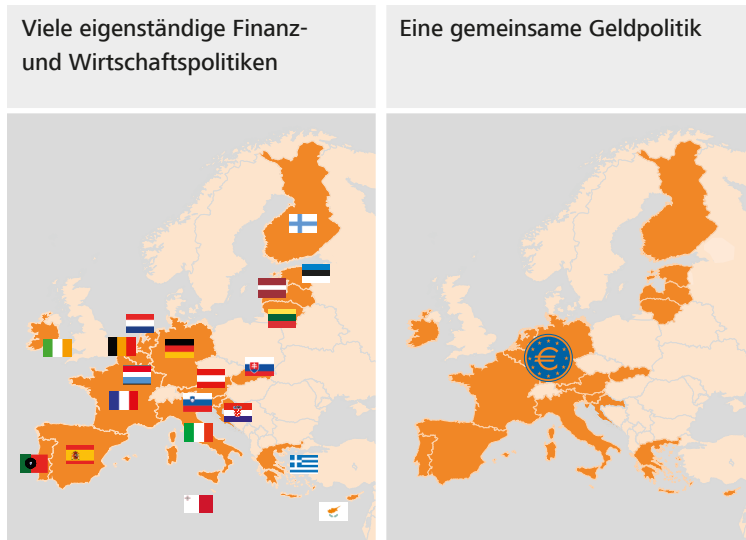 Viele eigenständige Finanz-
und Wirtschaftspolitiken
Eine gemeinsame Geldpolitik
€